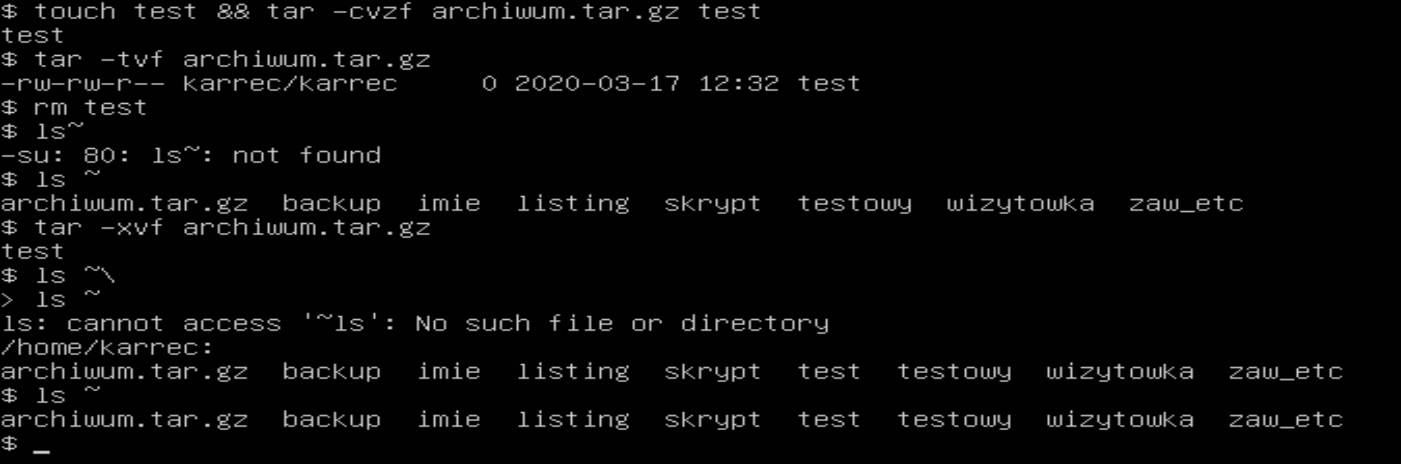 $ touch test && tar -cvzf archiwum.tar.gz test
test
$ tar -tvf archiwum.tar.gz
-rw-rw-r-- karrec/karrec     0 2020-03-17 12:32 test
$ rm test
$ ls~
-su: 80: ls~: not found
$ ls ~
archiwum.tar.gz  backup  imie  listing  skrypt  testowy  wizytowka  zaw_etc
$ tar -xvf archiwum.tar.gz
test
$ ls ~\
> ls ~
ls: cannot access '~ls': No such file or directory
/home/karrec:
archiwum.tar.gz  backup  imie  listing  skrypt  test  testowy  wizytowka  zaw_etc
$ ls ~
archiwum.tar.gz  backup  imie  listing  skrypt  test  testowy  wizytowka  zaw_etc
$ _